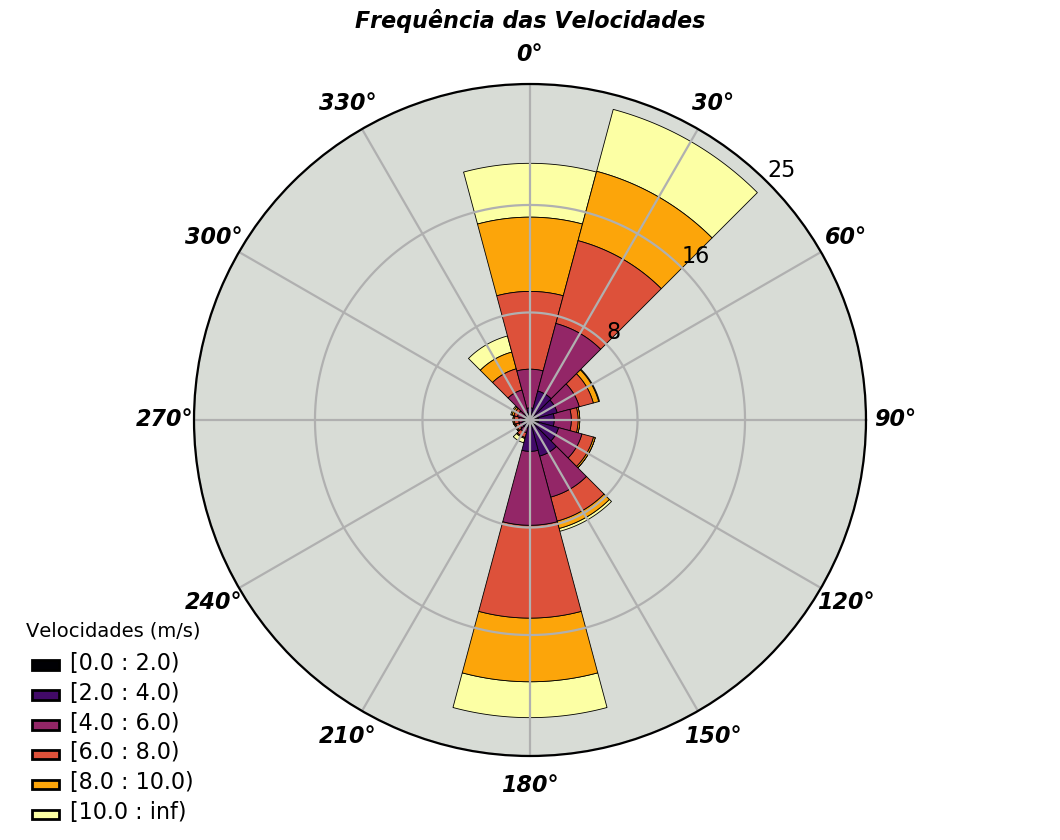 Frequência das Velocidades
0°
330°
30°
25
300°
60°
16
8
270°
90°
240°
120°
210°
150°
180°
Velocidades (m/s)
[0.0 : 2.0)
[2.0 : 4.0)
[4.0 : 6.0)
[6.0 : 8.0)
[8.0 : 10.0)
[10.0 : inf)